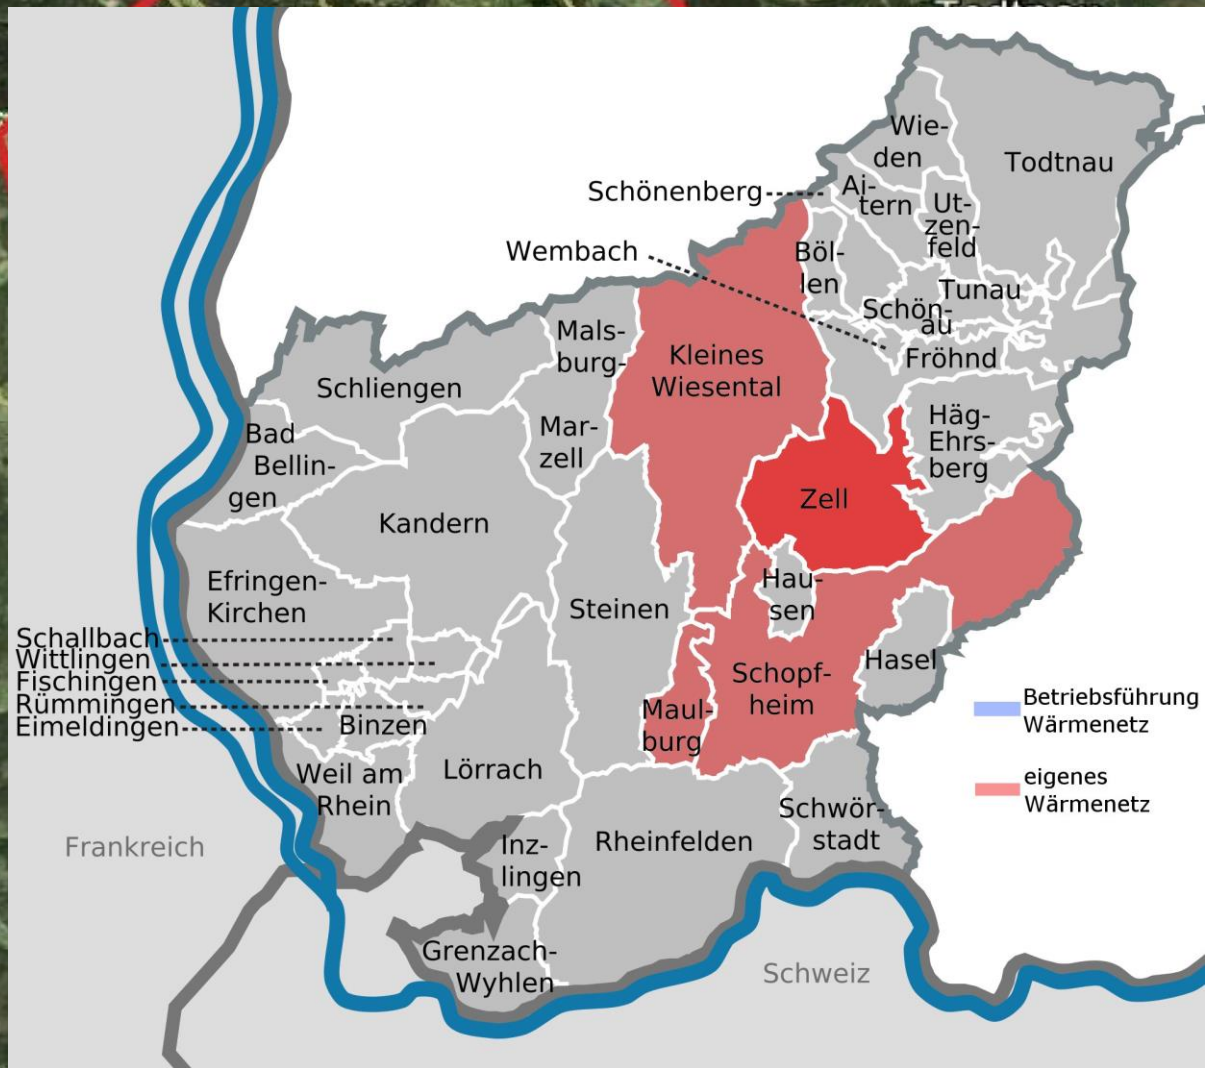 Todtnau
Wie-
den
Todtnau
Schönenberg
Ai-
tern
Ut-
zen-
feld
Wembach
Böl-
len
Tunau
Schön-
au
Fröhnd
Mals-
burg-
Mar-
zell
Kleines
Wiesental
Schliengen
Bad
Bellin-
gen
Häg-
Ehrs-
berg
Zell
Kandern
Efringen-
Kirchen
Steinen
Hau-
sen
Schallbach
Wittlingen
Fischingen
Rümmingen
Eimeldingen
Binzen
Hasel
Schopf-
heim
Maul-
burg
Weil am
Rhein
Lörrach
Betriebsführung
Wärmenetz
eigenes
Wärmenetz
Schwör-
stadt
Rheinfelden
Frankreich
Inz-
lingen
Grenzach-
Wyhlen
Schweiz